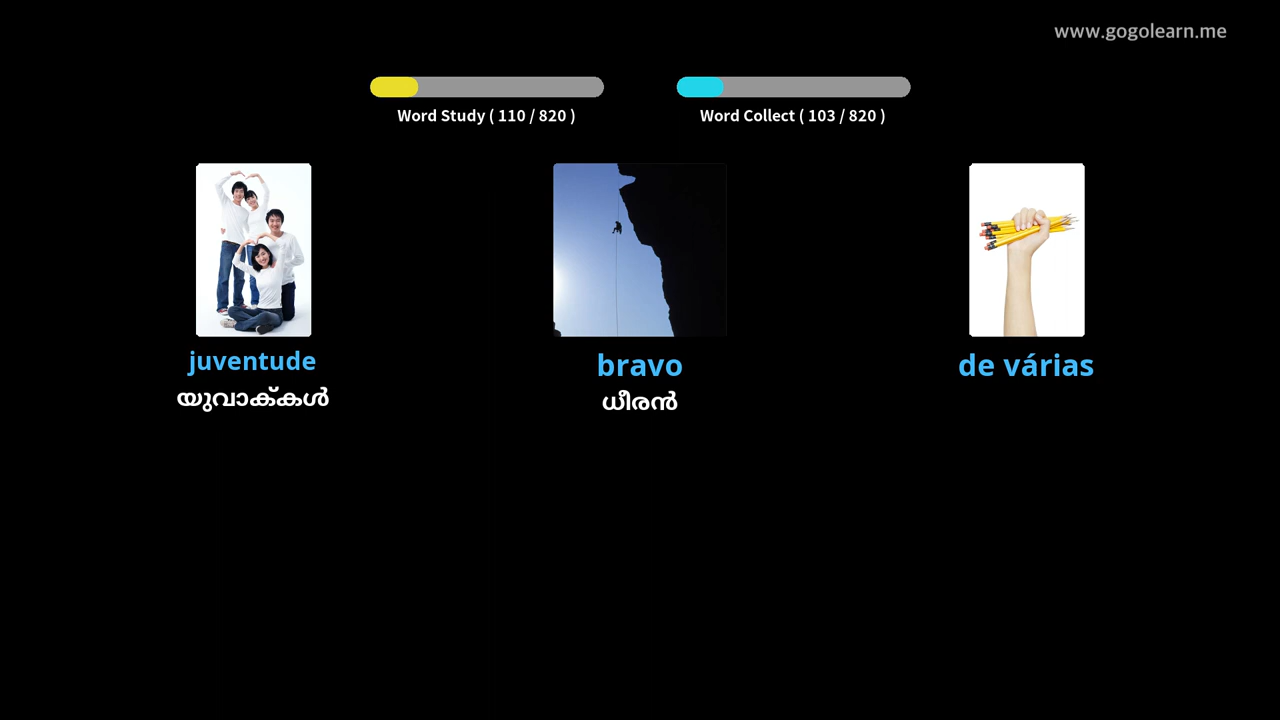 www.gogolearn.me
Word Study ( 110 / 820 )
Word Collect ( 103 / 820 )
juventude
യുവാക്കൾ
bravo
ധീരൻ
de várias